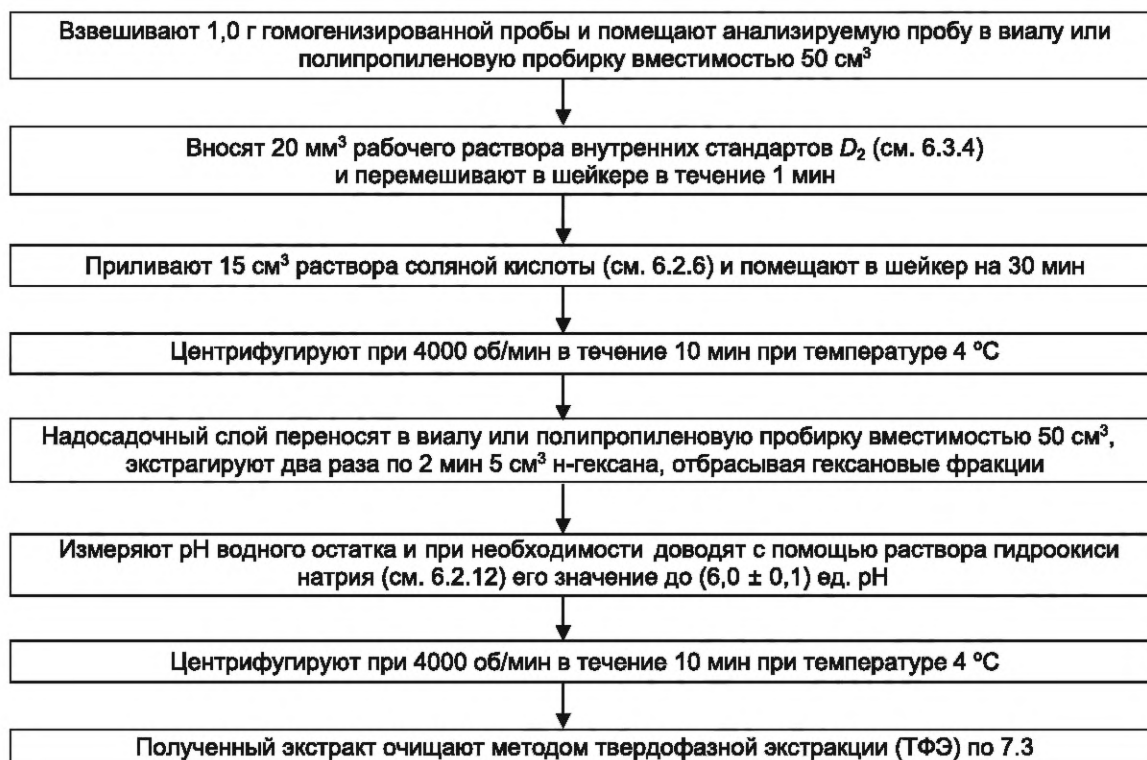 Взвешивают 1,0 г гомогенизированной пробы и помещают анализируемую пробу в виалу или
полипропиленовую пробирку вместимостью 50 см³
Вносят 20 мм³ рабочего раствора внутренних стандартов D₂ (см. 6.3.4)
и перемешивают в шейкере в течение 1 мин
Приливают 15 см³ раствора соляной кислоты (см. 6.2.6) и помещают в шейкер на 30 мин
Центрифугируют при 4000 об/мин в течение 10 мин при температуре 4 ºС
Надосадочный слой переносят в виалу или полипропиленовую пробирку вместимостью 50 см³,
экстрагируют два раза по 2 мин 5 см³ н-гексана, отбрасывая гексановые фракции
Измеряют pH водного остатка и при необходимости доводят с помощью раствора гидроокиси
натрия (см. 6.2.12) его значение до (6,0 ± 0,1) ед. pH
Центрифугируют при 4000 об/мин в течение 10 мин при температуре 4 ºС
Полученный экстракт очищают методом твердофазной экстракции (ТФЭ) по 7.3